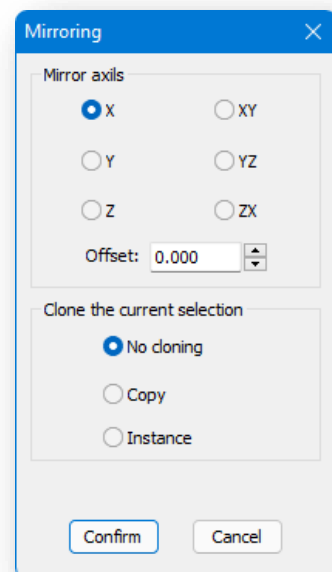 Mirroring
Mirror axils
X XY
Y YZ
Z ZX
Offset: 0.000
Clone the current selection
No cloning
Copy
Instance
Confirm Cancel